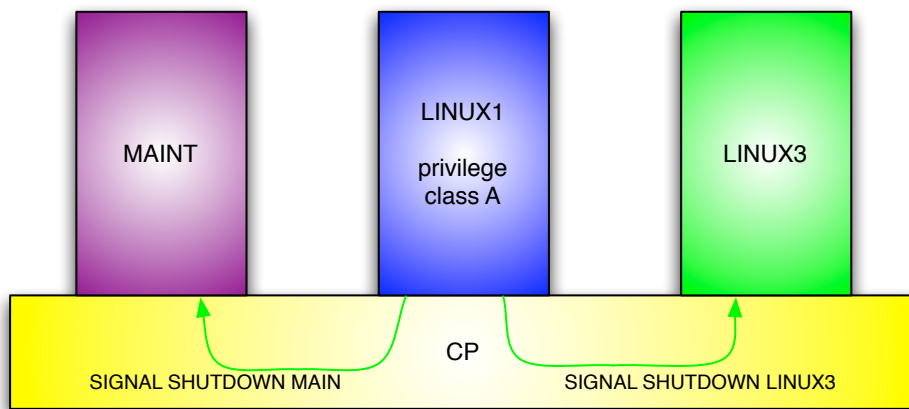 MAINT
LINUX1
privilege
class A
LINUX3
CP
SIGNAL SHUTDOWN MAIN
SIGNAL SHUTDOWN LINUX3